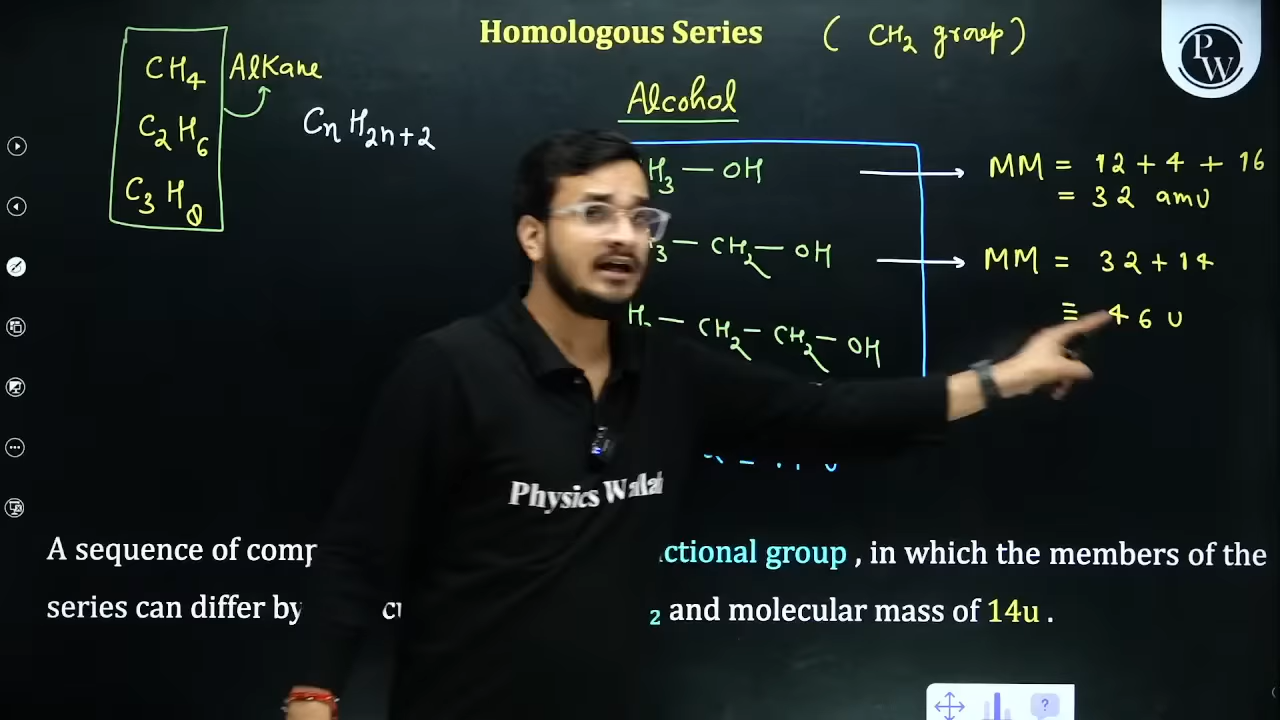 Homologous Series ( CH2 group )
PW
CH4 Alkane
C2H6 CnH2n+2
C3H8
Alcohol
H3 — OH → MM = 12 + 4 + 16
= 32 amu
3 — CH2 — OH → MM = 32 + 14
≡ 46 u
H — CH2 — CH2 — OH
Physics Wallah
A sequence of comp ctional group , in which the members of the
series can differ by cu 2 and molecular mass of 14u .
?